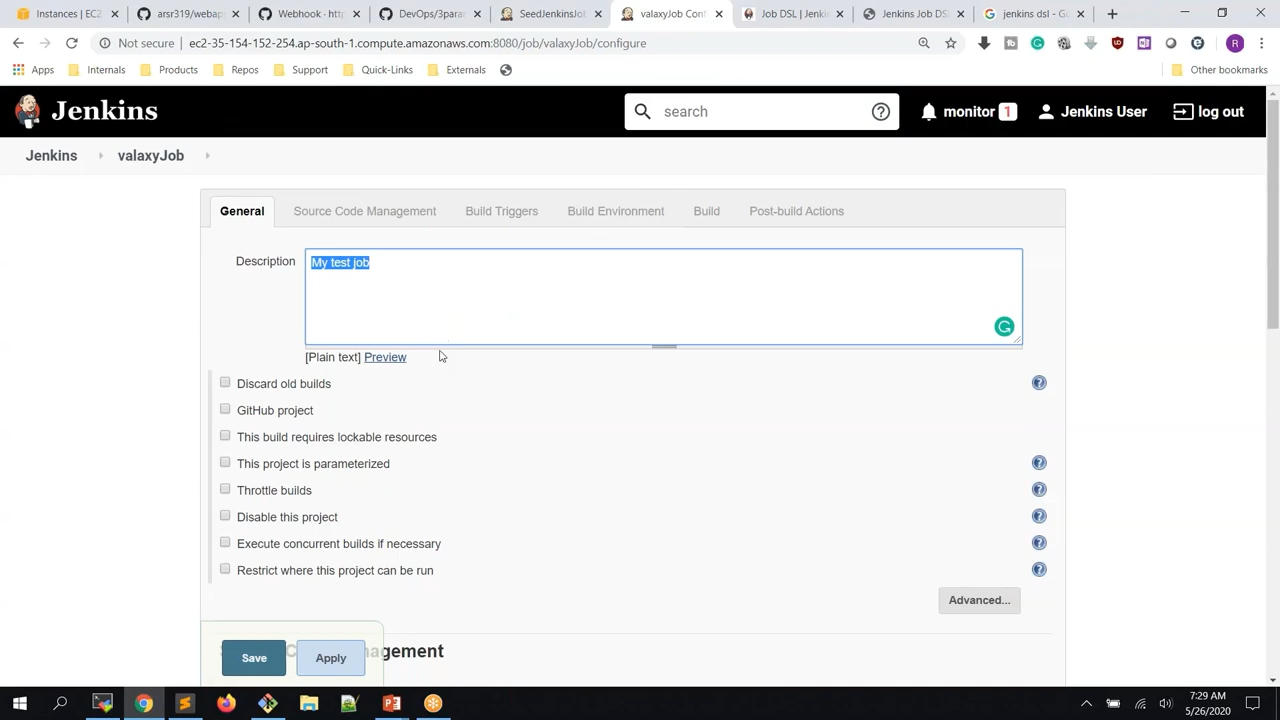 Instances | EC2
arsr319/webapp
Webhook - http
DevOps/3para
SeedJenkinsJob
valaxyJob Conf
Job DSL | Jenki
Jenkins Job DS
jenkins dsl - Go
Not secure | ec2-35-154-152-254.ap-south-1.compute.amazonaws.com:8080/job/valaxyJob/configure
Apps
Internals
Products
Repos
Support
Quick-Links
Externals
Other bookmarks
Jenkins
search
monitor 1
Jenkins User
log out
Jenkins
valaxyJob
General
Source Code Management
Build Triggers
Build Environment
Build
Post-build Actions
Description
My test job
[Plain text] Preview
Discard old builds
GitHub project
This build requires lockable resources
This project is parameterized
Throttle builds
Disable this project
Execute concurrent builds if necessary
Restrict where this project can be run
Advanced...
Save
Apply
agement
7:29 AM
5/26/2020